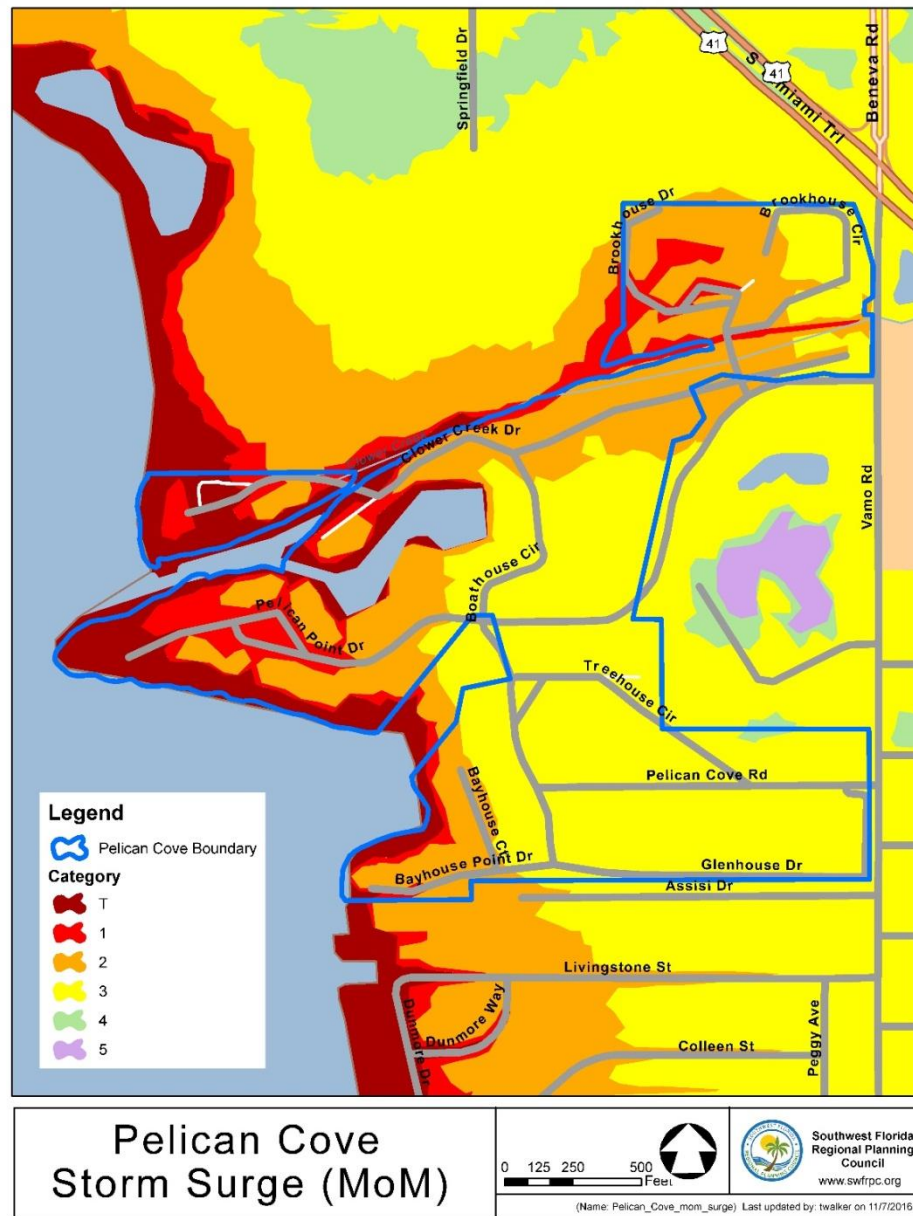 41
41
S Tamiami Trl
Beneva Rd
Springfield Dr
Brookhouse Dr
Brookhouse Cir
Clower Creek Dr
Vamo Rd
Boathouse Cir
Pelican Point Dr
Treehouse Cir
Pelican Cove Rd
Bayhouse Cir
Bayhouse Point Dr
Glenhouse Dr
Assisi Dr
Livingstone St
Dunmore Way
Dunmore Dr
Peggy Ave
Colleen St
Legend
Pelican Cove Boundary
Category
T
1
2
3
4
5
Pelican Cove
Storm Surge (MoM)
0 125 250 500
Feet
Southwest Florida
Regional Planning
Council
www.swfrpc.org
(Name: Pelican_Cove_mom_surge) Last updated by: twalker on 11/7/2016